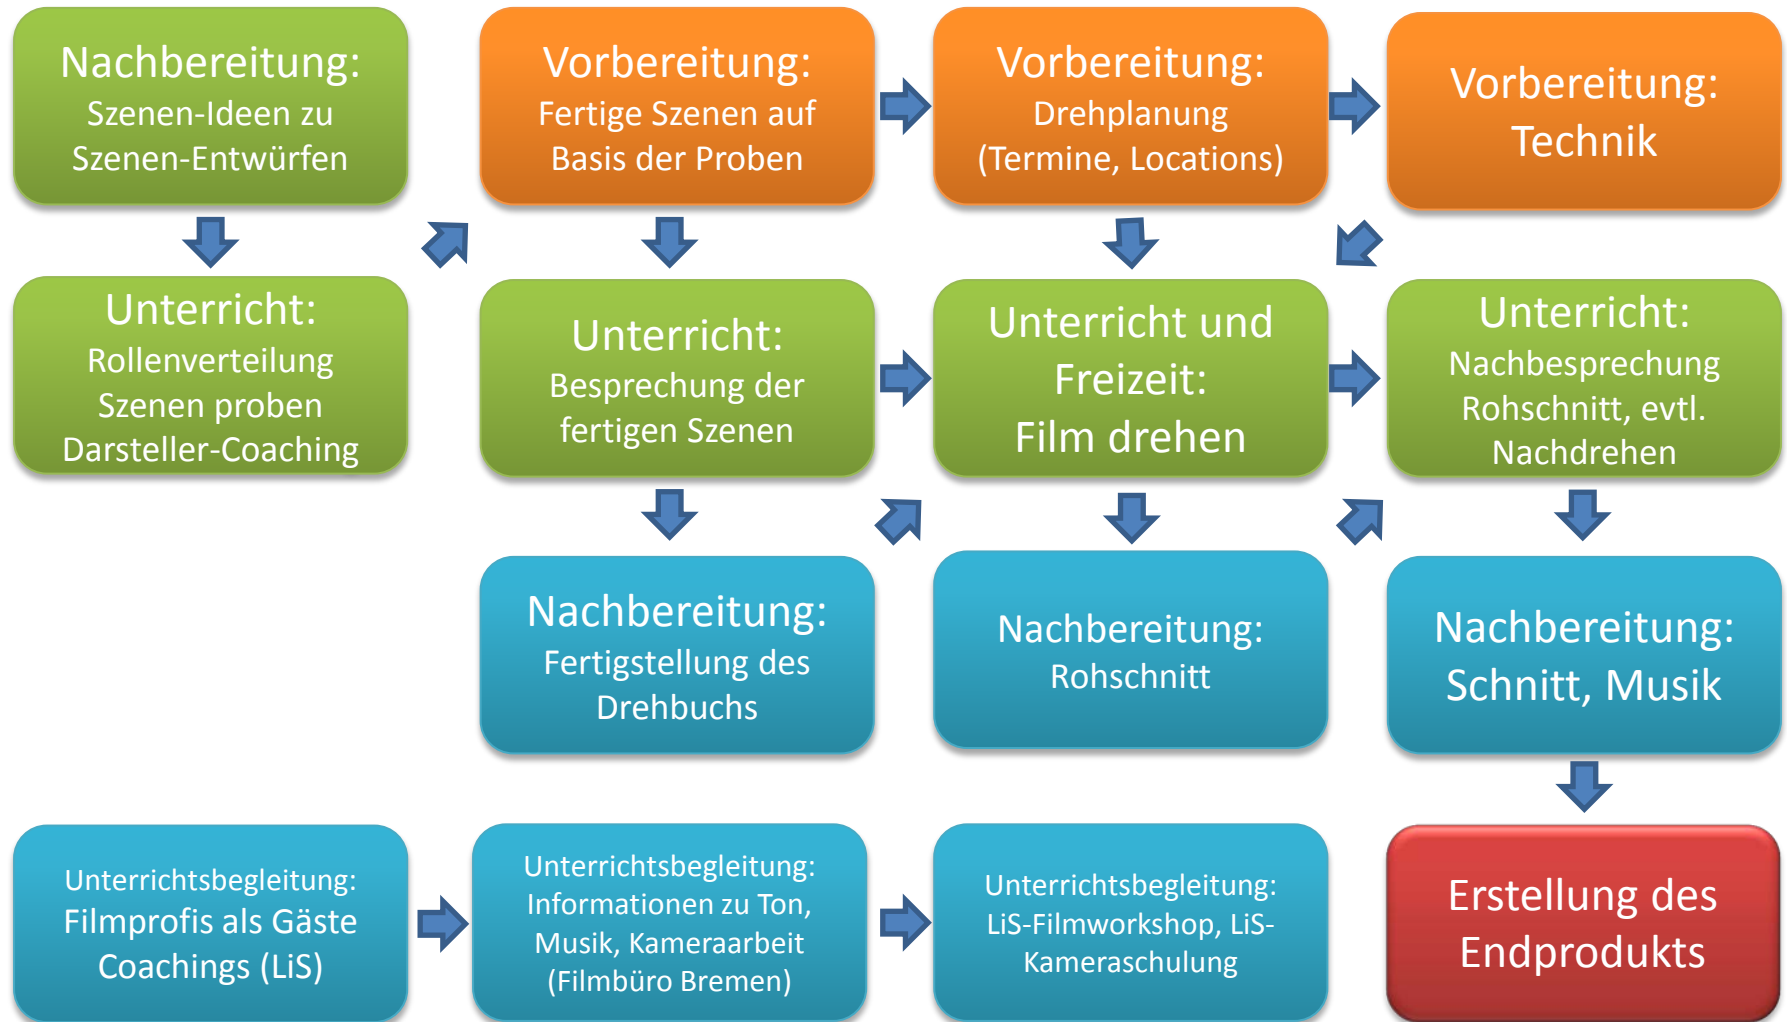 Nachbereitung:
Szenen-Ideen zu
Szenen-Entwürfen
Vorbereitung:
Fertige Szenen auf
Basis der Proben
Vorbereitung:
Drehplanung
(Termine, Locations)
Vorbereitung:
Technik
Unterricht:
Rollenverteilung
Szenen proben
Darsteller-Coaching
Unterricht:
Besprechung der
fertigen Szenen
Unterricht und
Freizeit:
Film drehen
Unterricht:
Nachbesprechung
Rohschnitt, evtl.
Nachdrehen
Nachbereitung:
Fertigstellung des
Drehbuchs
Nachbereitung:
Rohschnitt
Nachbereitung:
Schnitt, Musik
Unterrichtsbegleitung:
Filmprofis als Gäste
Coachings (LiS)
Unterrichtsbegleitung:
Informationen zu Ton,
Musik, Kameraarbeit
(Filmbüro Bremen)
Unterrichtsbegleitung:
LiS-Filmworkshop, LiS-
Kameraschulung
Erstellung des
Endprodukts